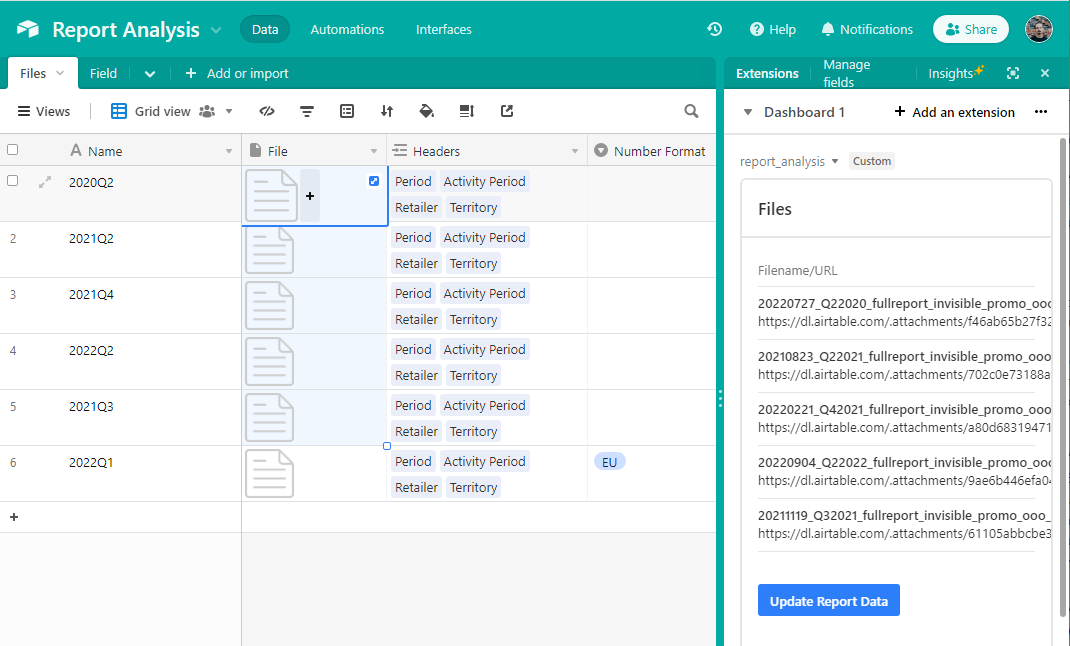 Report Analysis Data Automations Interfaces Help Notifications Share
Files Field Add or import Extensions Manage fields Insights
Views Grid view Dashboard 1 Add an extension
Name File Headers Number Format
report_analysis Custom
2020Q2 Period Activity Period
Retailer Territory
2 2021Q2 Period Activity Period
Retailer Territory
3 2021Q4 Period Activity Period
Retailer Territory
4 2022Q2 Period Activity Period
Retailer Territory
5 2021Q3 Period Activity Period
Retailer Territory
6 2022Q1 Period Activity Period EU
Retailer Territory
Files
Filename/URL
20220727_Q22020_fullreport_invisible_promo_ooo
https://dl.airtable.com/.attachments/f46ab65b27f32
20210823_Q22021_fullreport_invisible_promo_ooo
https://dl.airtable.com/.attachments/702c0e73188a
20220221_Q42021_fullreport_invisible_promo_ooo
https://dl.airtable.com/.attachments/a80d68319471
20220904_Q22022_fullreport_invisible_promo_ooo
https://dl.airtable.com/.attachments/9ae6b446efa04
20211119_Q32021_fullreport_invisible_promo_ooo_
https://dl.airtable.com/.attachments/61105abbcbe3
Update Report Data